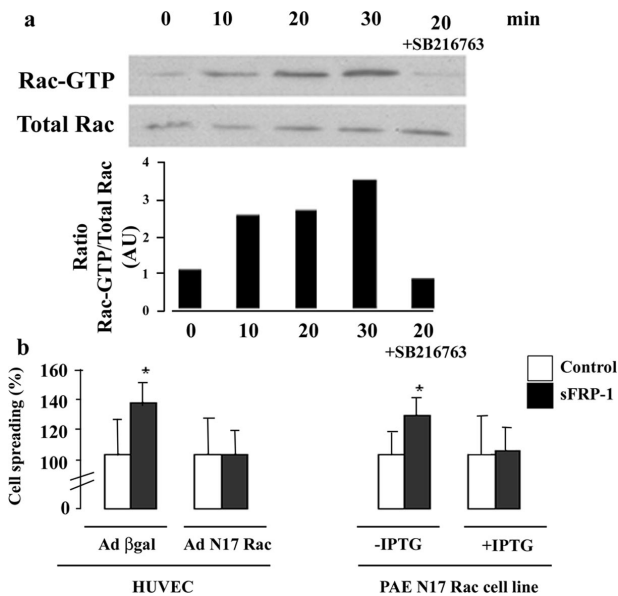 a
0 10 20 30 20 min
+SB216763
Rac-GTP
Total Rac
Ratio
Rac-GTP/Total Rac
(AU)
4
3
2
1
0
0 10 20 30 20
+SB216763
b
Cell spreading (%)
160
140
120
100
0
* *
Control
sFRP-1
Ad βgal Ad N17 Rac -IPTG +IPTG
HUVEC PAE N17 Rac cell line